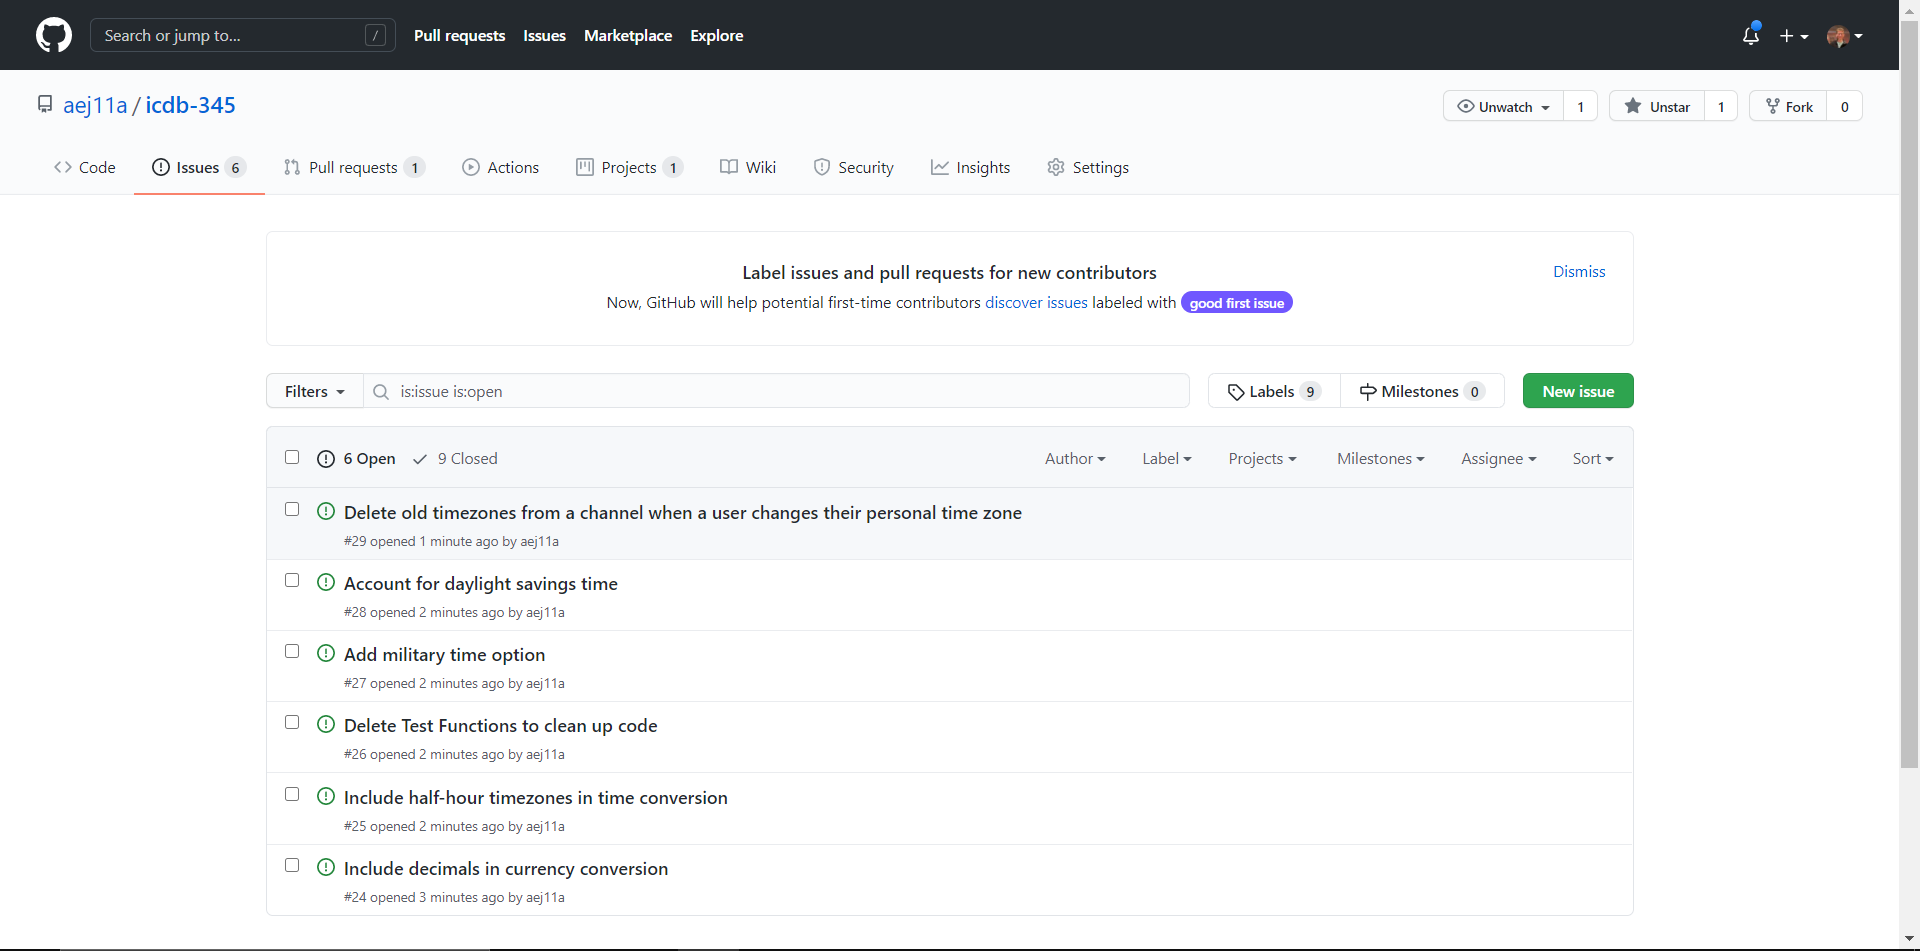 Search or jump to... / Pull requests Issues Marketplace Explore
aej11a / icdb-345 Unwatch 1 Unstar 1 Fork 0
Code Issues 6 Pull requests 1 Actions Projects 1 Wiki Security Insights Settings
Label issues and pull requests for new contributors Dismiss
Now, GitHub will help potential first-time contributors discover issues labeled with good first issue
Filters is:issue is:open Labels 9 Milestones 0 New issue
6 Open 9 Closed Author Label Projects Milestones Assignee Sort
Delete old timezones from a channel when a user changes their personal time zone
#29 opened 1 minute ago by aej11a
Account for daylight savings time
#28 opened 2 minutes ago by aej11a
Add military time option
#27 opened 2 minutes ago by aej11a
Delete Test Functions to clean up code
#26 opened 2 minutes ago by aej11a
Include half-hour timezones in time conversion
#25 opened 2 minutes ago by aej11a
Include decimals in currency conversion
#24 opened 3 minutes ago by aej11a